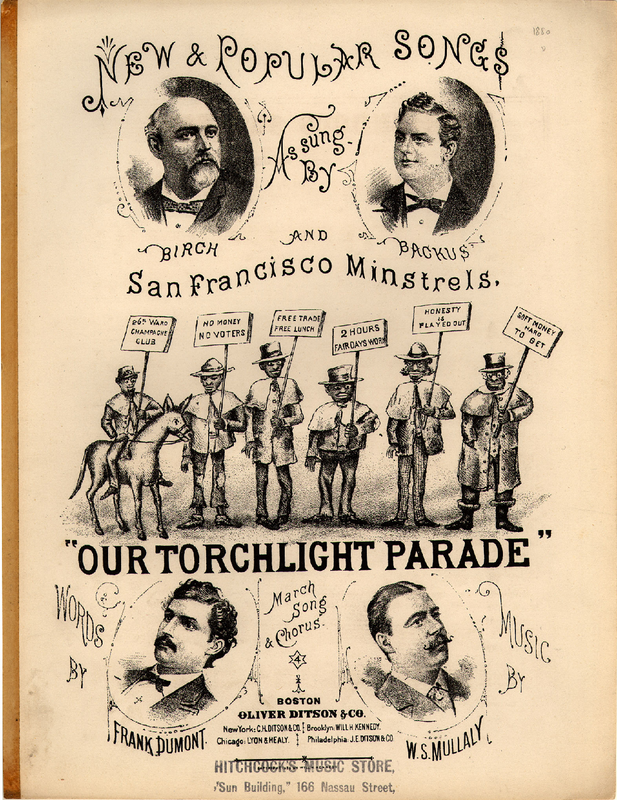 1880
NEW & POPULAR SONGS
As sung
BY
BIRCH AND BACKUS
San Francisco Minstrels.
26TH WARD
CHAMPAGNE
CLUB
NO MONEY
NO VOTERS
FREE TRADE
FREE LUNCH
2 HOURS
FAIR DAYS WORK
HONESTY
IS
PLAYED OUT
SOFT MONEY
HARD
TO GET
"OUR TORCHLIGHT PARADE"
WORDS
BY
FRANK DUMONT.
March
Song
& Chorus.
4
MUSIC
BY
W.S. MULLALY
BOSTON
OLIVER DITSON & CO.
New York: C.H. DITSON & CO. Brooklyn: WILL H. KENNEDY.
Chicago: LYON & HEALY. Philadelphia: J.E. DITSON & CO.
HITCHCOCK'S MUSIC STORE,
"Sun Building," 166 Nassau Street,